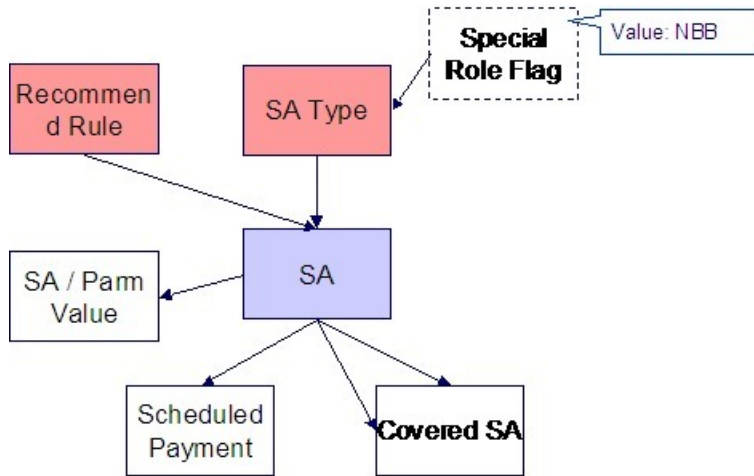 Special
Role Flag
Value: NBB
Recommen
d Rule
SA Type
SA
SA / Parm
Value
Scheduled
Payment
Covered SA